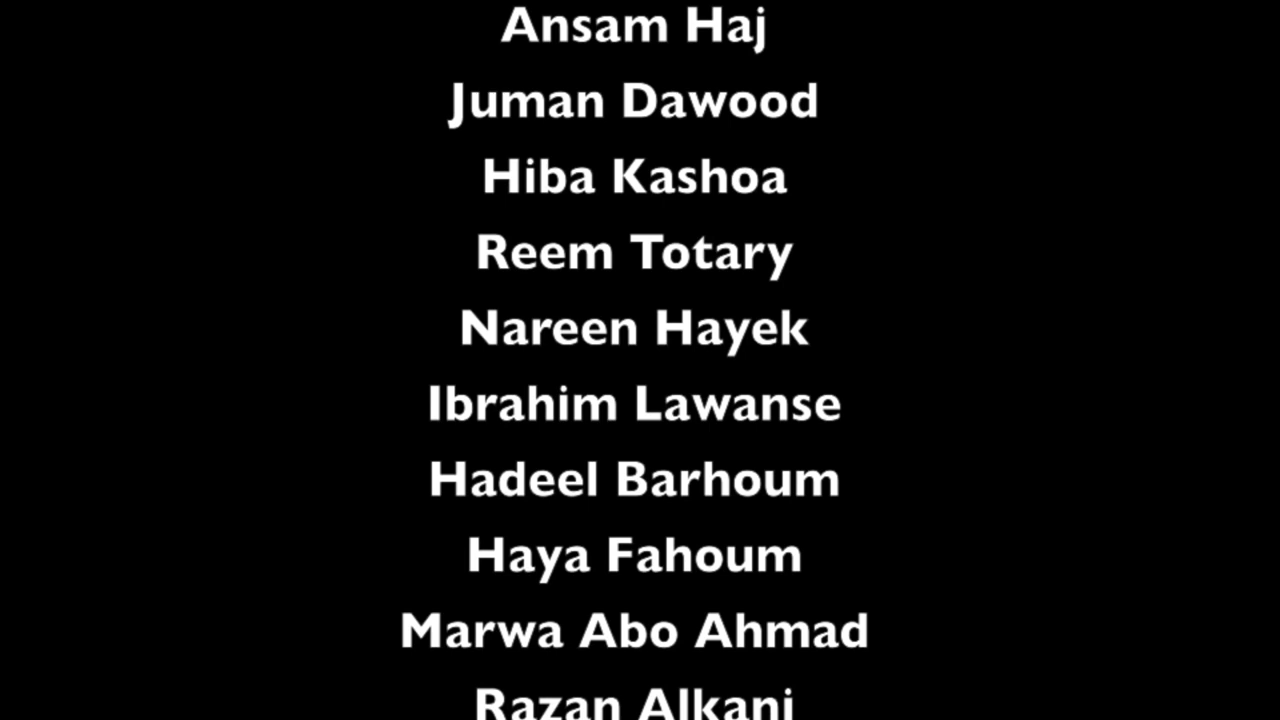 Ansam Haj
Juman Dawood
Hiba Kashoa
Reem Totary
Nareen Hayek
Ibrahim Lawanse
Hadeel Barhoum
Haya Fahoum
Marwa Abo Ahmad
Razan Alkani